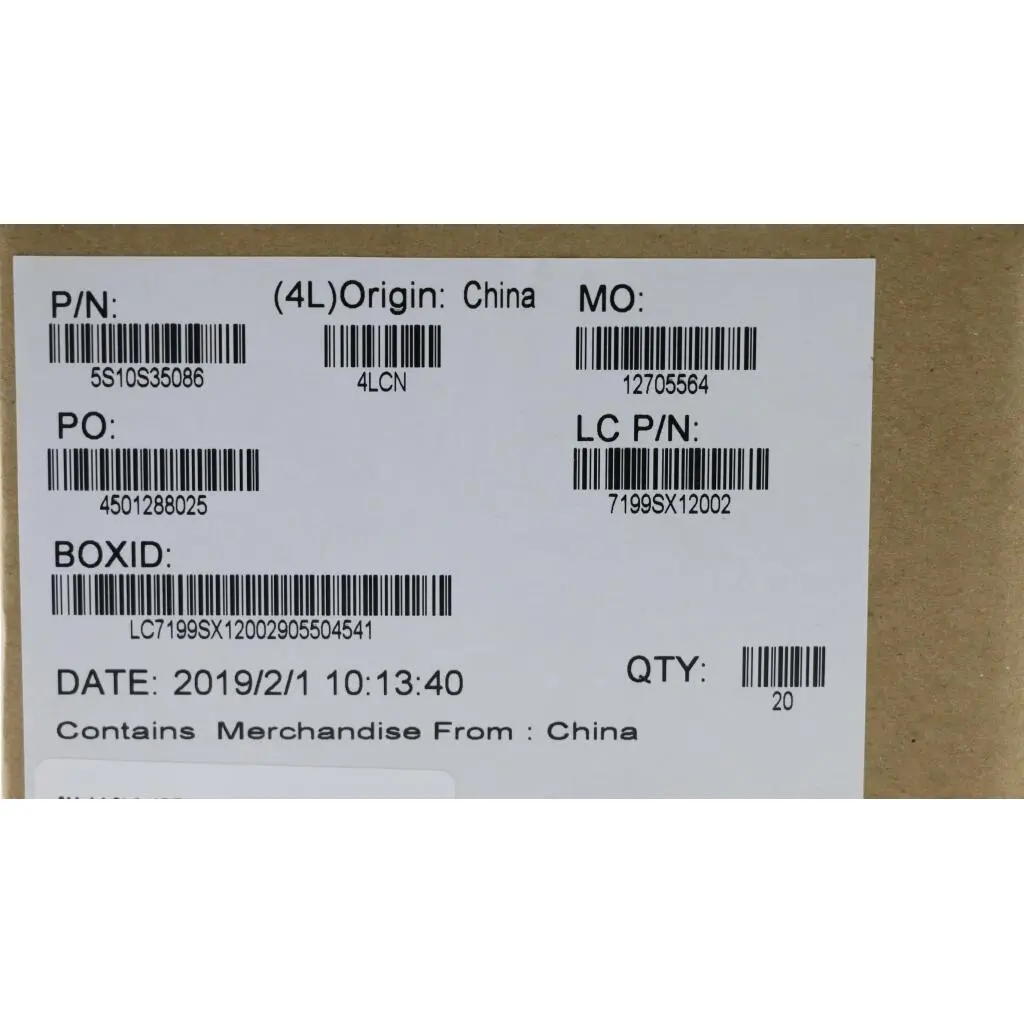 P/N:
(4L)Origin: China
MO:
5S10S35086
4LCN
12705564
PO:
LC P/N:
4501288025
7199SX12002
BOXID:
LC7199SX12002905504541
DATE: 2019/2/1 10:13:40
QTY:
20
Contains Merchandise From : China